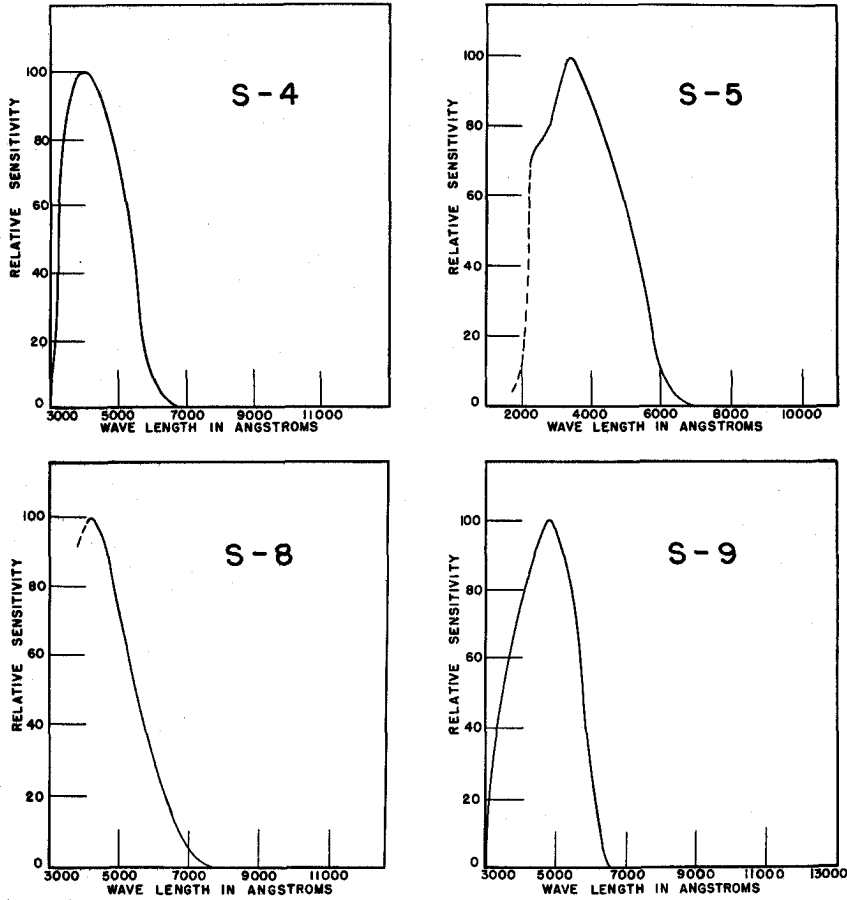 S-4
RELATIVE SENSITIVITY
100
80
60
40
20
0
3000 5000 7000 9000 11000
WAVE LENGTH IN ANGSTROMS
S-5
RELATIVE SENSITIVITY
100
80
60
40
20
0
2000 4000 6000 8000 10000
WAVE LENGTH IN ANGSTROMS
S-8
RELATIVE SENSITIVITY
100
80
60
40
20
0
3000 5000 7000 9000 11000
WAVE LENGTH IN ANGSTROMS
S-9
RELATIVE SENSITIVITY
100
80
60
40
20
0
3000 5000 7000 9000 11000 13000
WAVE LENGTH IN ANGSTROMS